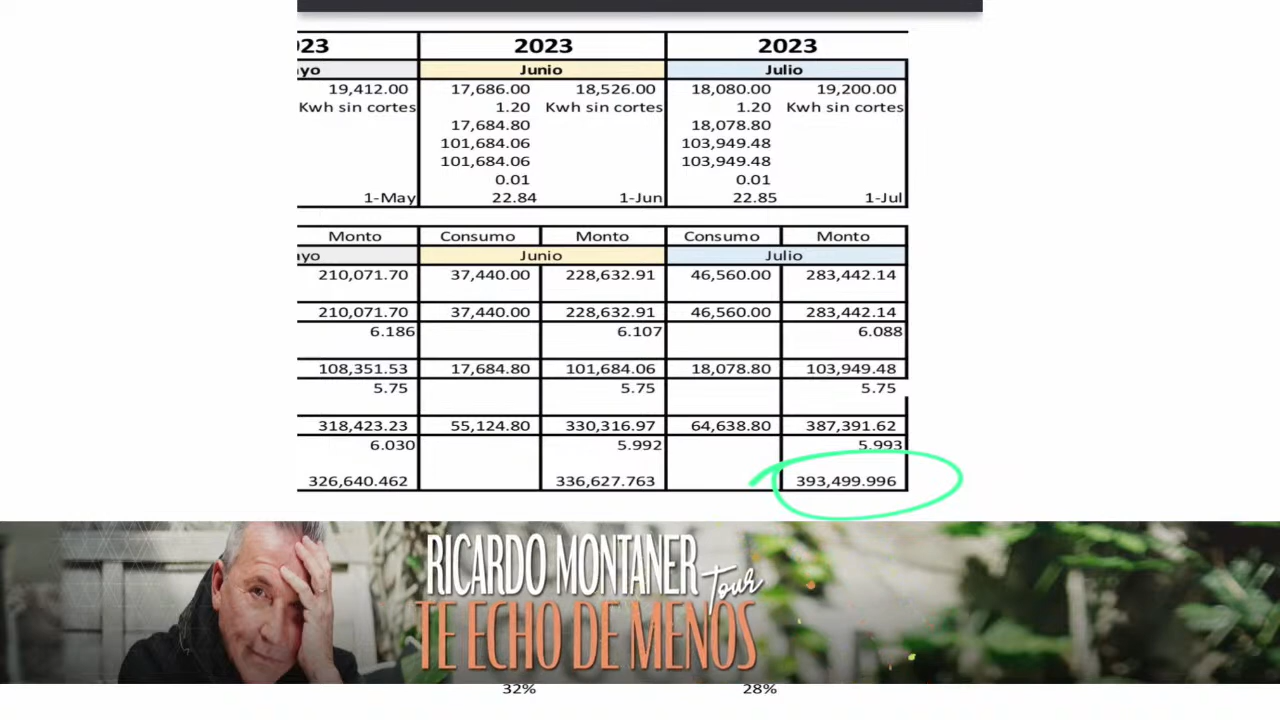 023 2023 2023
yo Junio Julio
19,412.00 17,686.00 18,526.00 18,080.00 19,200.00
Kwh sin cortes 1.20 Kwh sin cortes 1.20 Kwh sin cortes
17,684.80 18,078.80
101,684.06 103,949.48
101,684.06 103,949.48
0.01 0.01
1-May 22.84 1-Jun 22.85 1-Jul
Monto Consumo Monto Consumo Monto
yo Junio Julio
210,071.70 37,440.00 228,632.91 46,560.00 283,442.14
210,071.70 37,440.00 228,632.91 46,560.00 283,442.14
6.186 6.107 6.088
108,351.53 17,684.80 101,684.06 18,078.80 103,949.48
5.75 5.75 5.75
318,423.23 55,124.80 330,316.97 64,638.80 387,391.62
6.030 5.992 5.993
326,640.462 336,627.763 393,499.996
RICARDO MONTANER Tour
TE ECHO DE MENOS
32% 28%